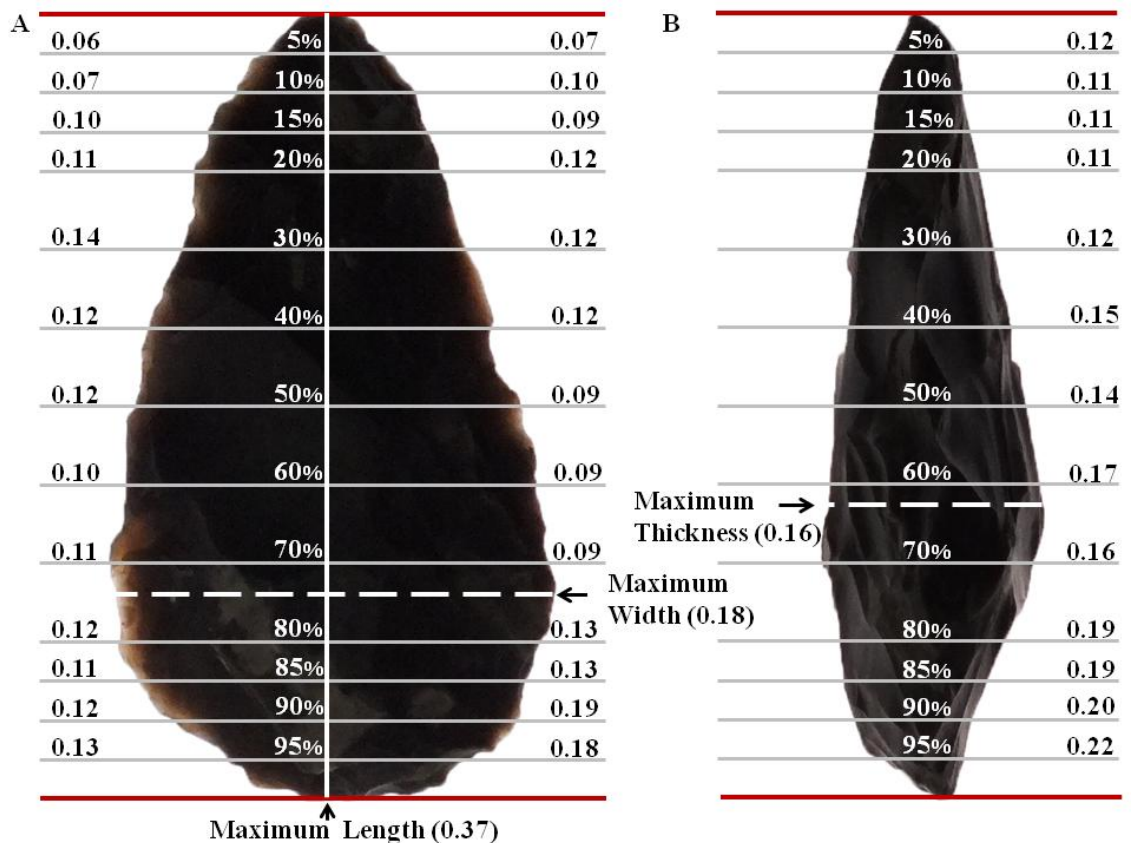 A
B
0.06 5% 0.07
5% 0.12
0.07 10% 0.10
10% 0.11
0.10 15% 0.09
15% 0.11
0.11 20% 0.12
20% 0.11
0.14 30% 0.12
30% 0.12
0.12 40% 0.12
40% 0.15
0.12 50% 0.09
50% 0.14
0.10 60% 0.09
60% 0.17
Maximum
Thickness (0.16)
0.11 70% 0.09
70% 0.16
Maximum
Width (0.18)
0.12 80% 0.13
80% 0.19
0.11 85% 0.13
85% 0.19
0.12 90% 0.19
90% 0.20
0.13 95% 0.18
95% 0.22
Maximum Length (0.37)